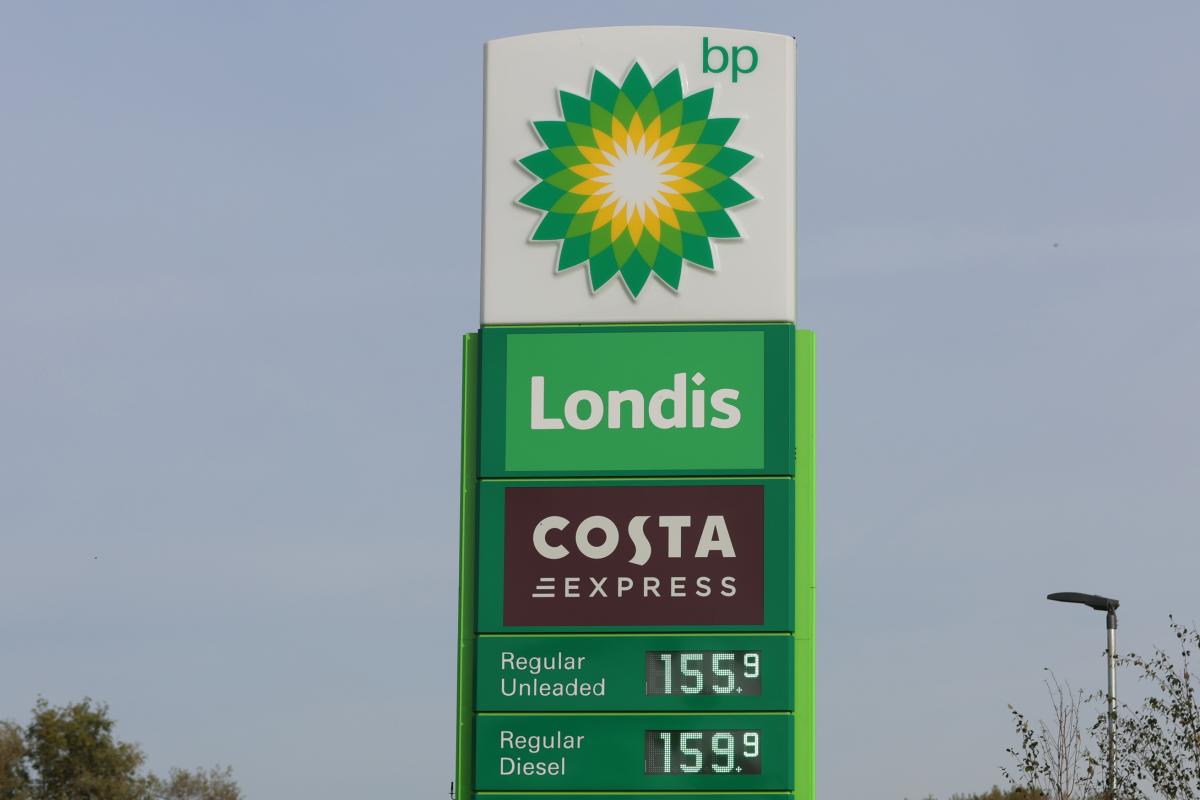 bp
Londis
COSTA
EXPRESS
Regular
Unleaded
155.9
Regular
Diesel
159.9